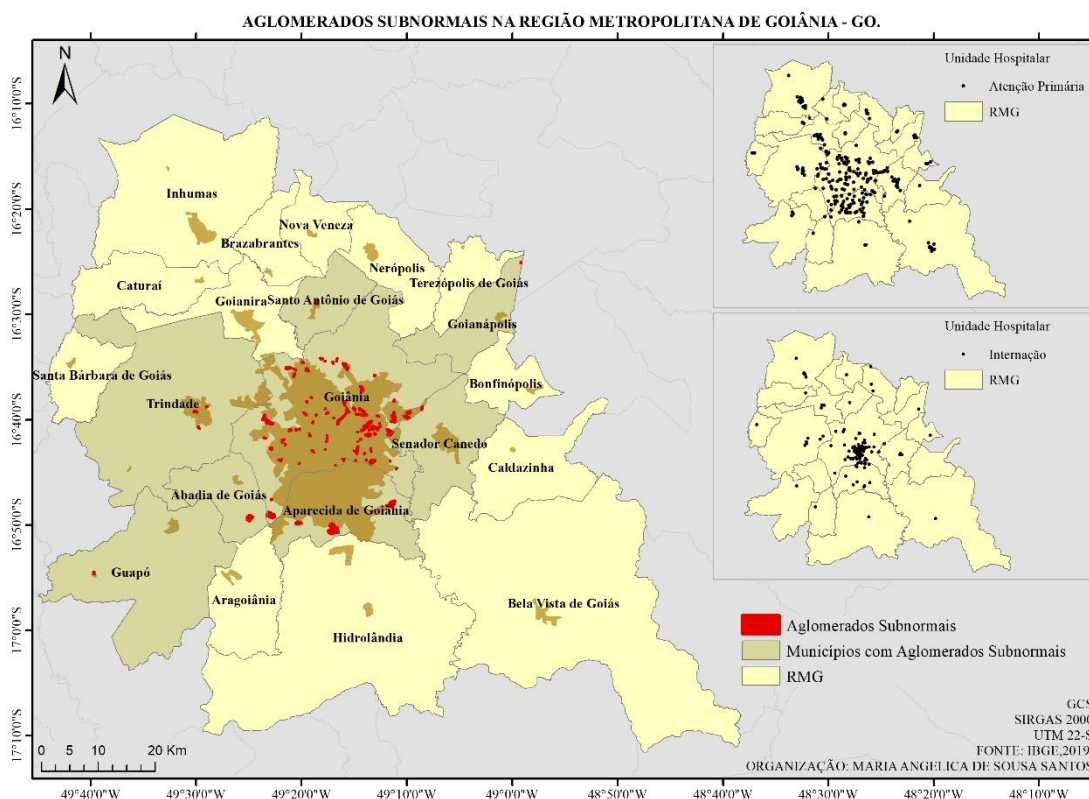 AGLOMERADOS SUBNORMAIS NA REGIÃO METROPOLITANA DE GOIÂNIA - GO.
N
16°10'0"S
16°20'0"S
16°30'0"S
16°40'0"S
16°50'0"S
17°0'0"S
17°10'0"S
Inhumas
Nova Veneza
Brazabrantes
Nerópolis
Caturaí
Terezópolis de Goiás
Goianira
Santo Antônio de Goiás
Goianápolis
Santa Bárbara de Goiás
Bonfinópolis
Trindade
Goiânia
Senador Canedo
Caldazinha
Abadia de Goiás
Aparecida de Goiânia
Guapó
Aragoiânia
Bela Vista de Goiás
Hidrolândia
Unidade Hospitalar
Atenção Primária
RMG
Unidade Hospitalar
Internação
RMG
Aglomerados Subnormais
Municípios com Aglomerados Subnormais
RMG
GCS
SIRGAS 2000
UTM 22-S
FONTE: IBGE,2019
ORGANIZAÇÃO: MARIA ANGELICA DE SOUSA SANTOS
0 5 10 20 Km
49°40'0"W 49°30'0"W 49°20'0"W 49°10'0"W 49°0'0"W 48°50'0"W 48°40'0"W 48°30'0"W 48°20'0"W 48°10'0"W